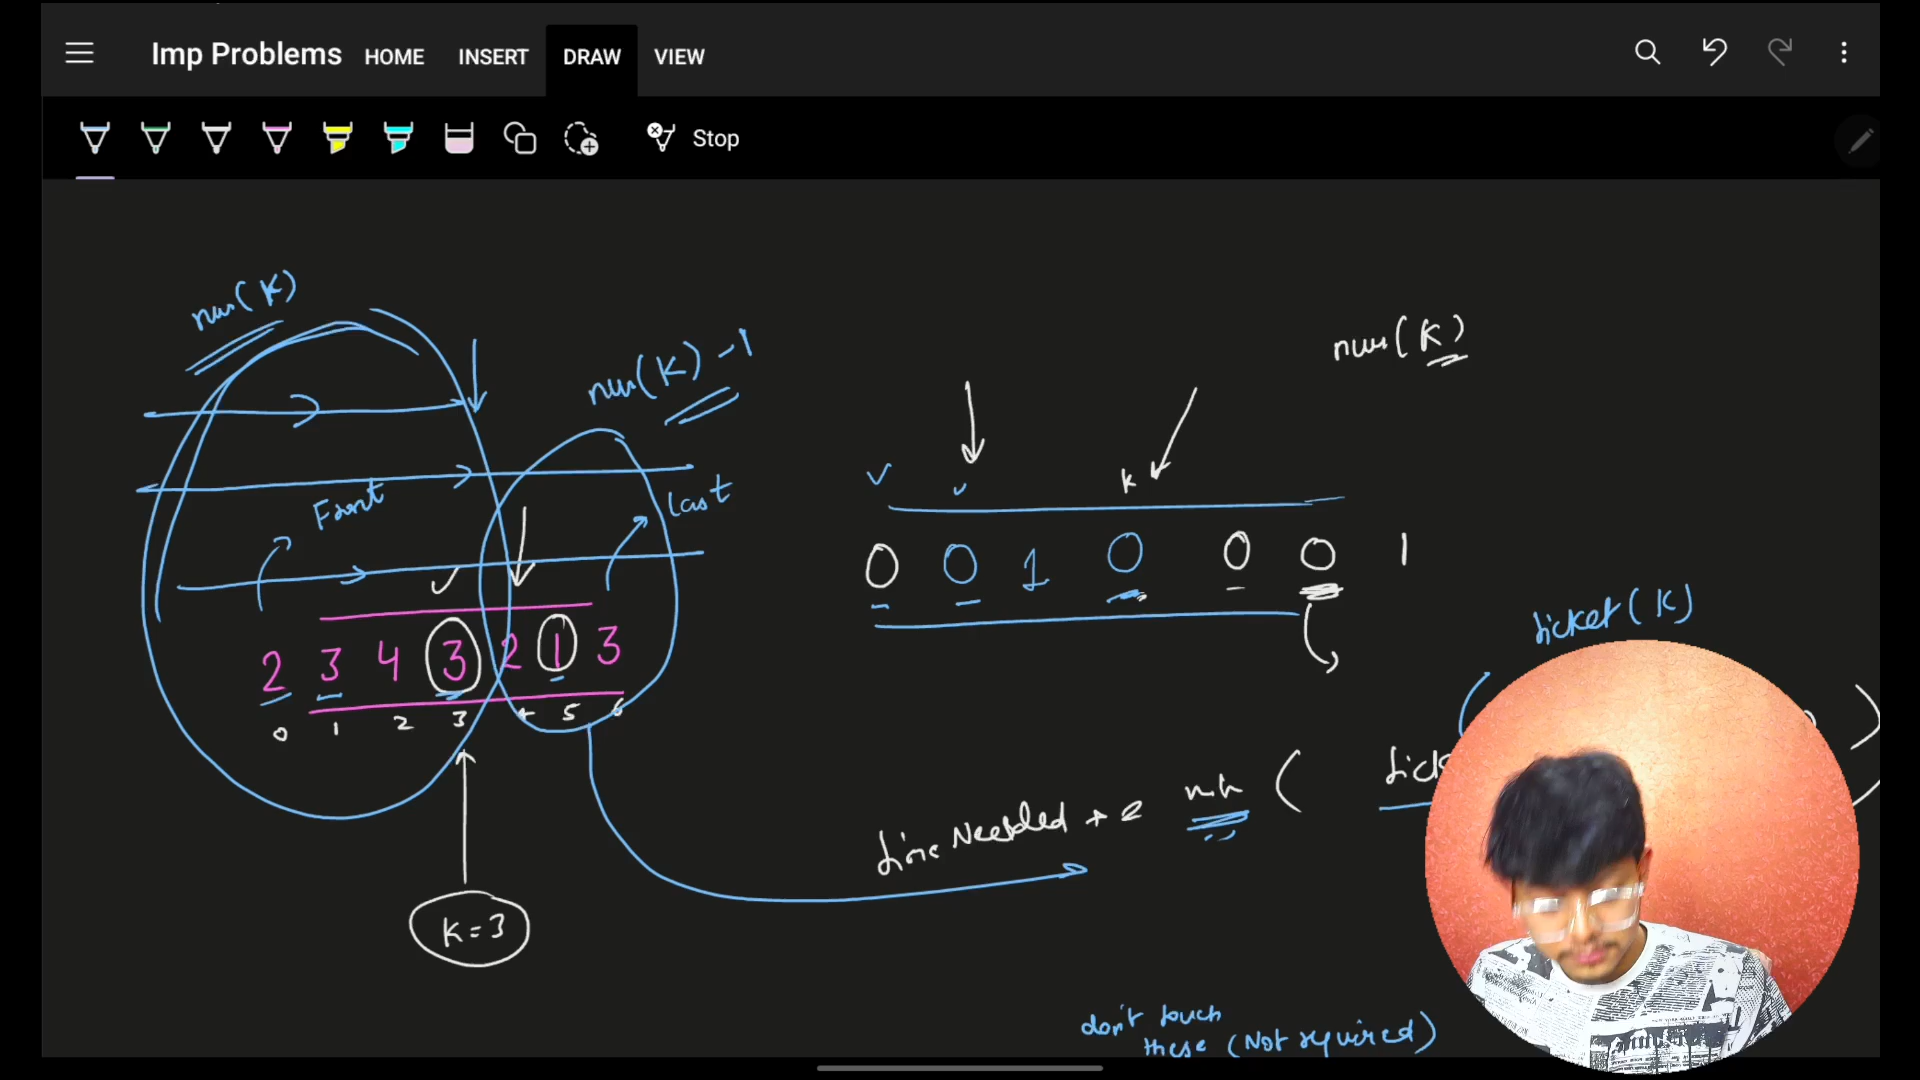 Imp Problems HOME INSERT DRAW VIEW
Stop
num(K)
num(K) -1
num(K)
Front
Last
K
0 0 1 0 0 0 1
ticket(K)
2 3 4 3 2 1 3
0 1 2 3 4 5 6
time Needed + = min (
)
K=3
don't touch
these (Not required)